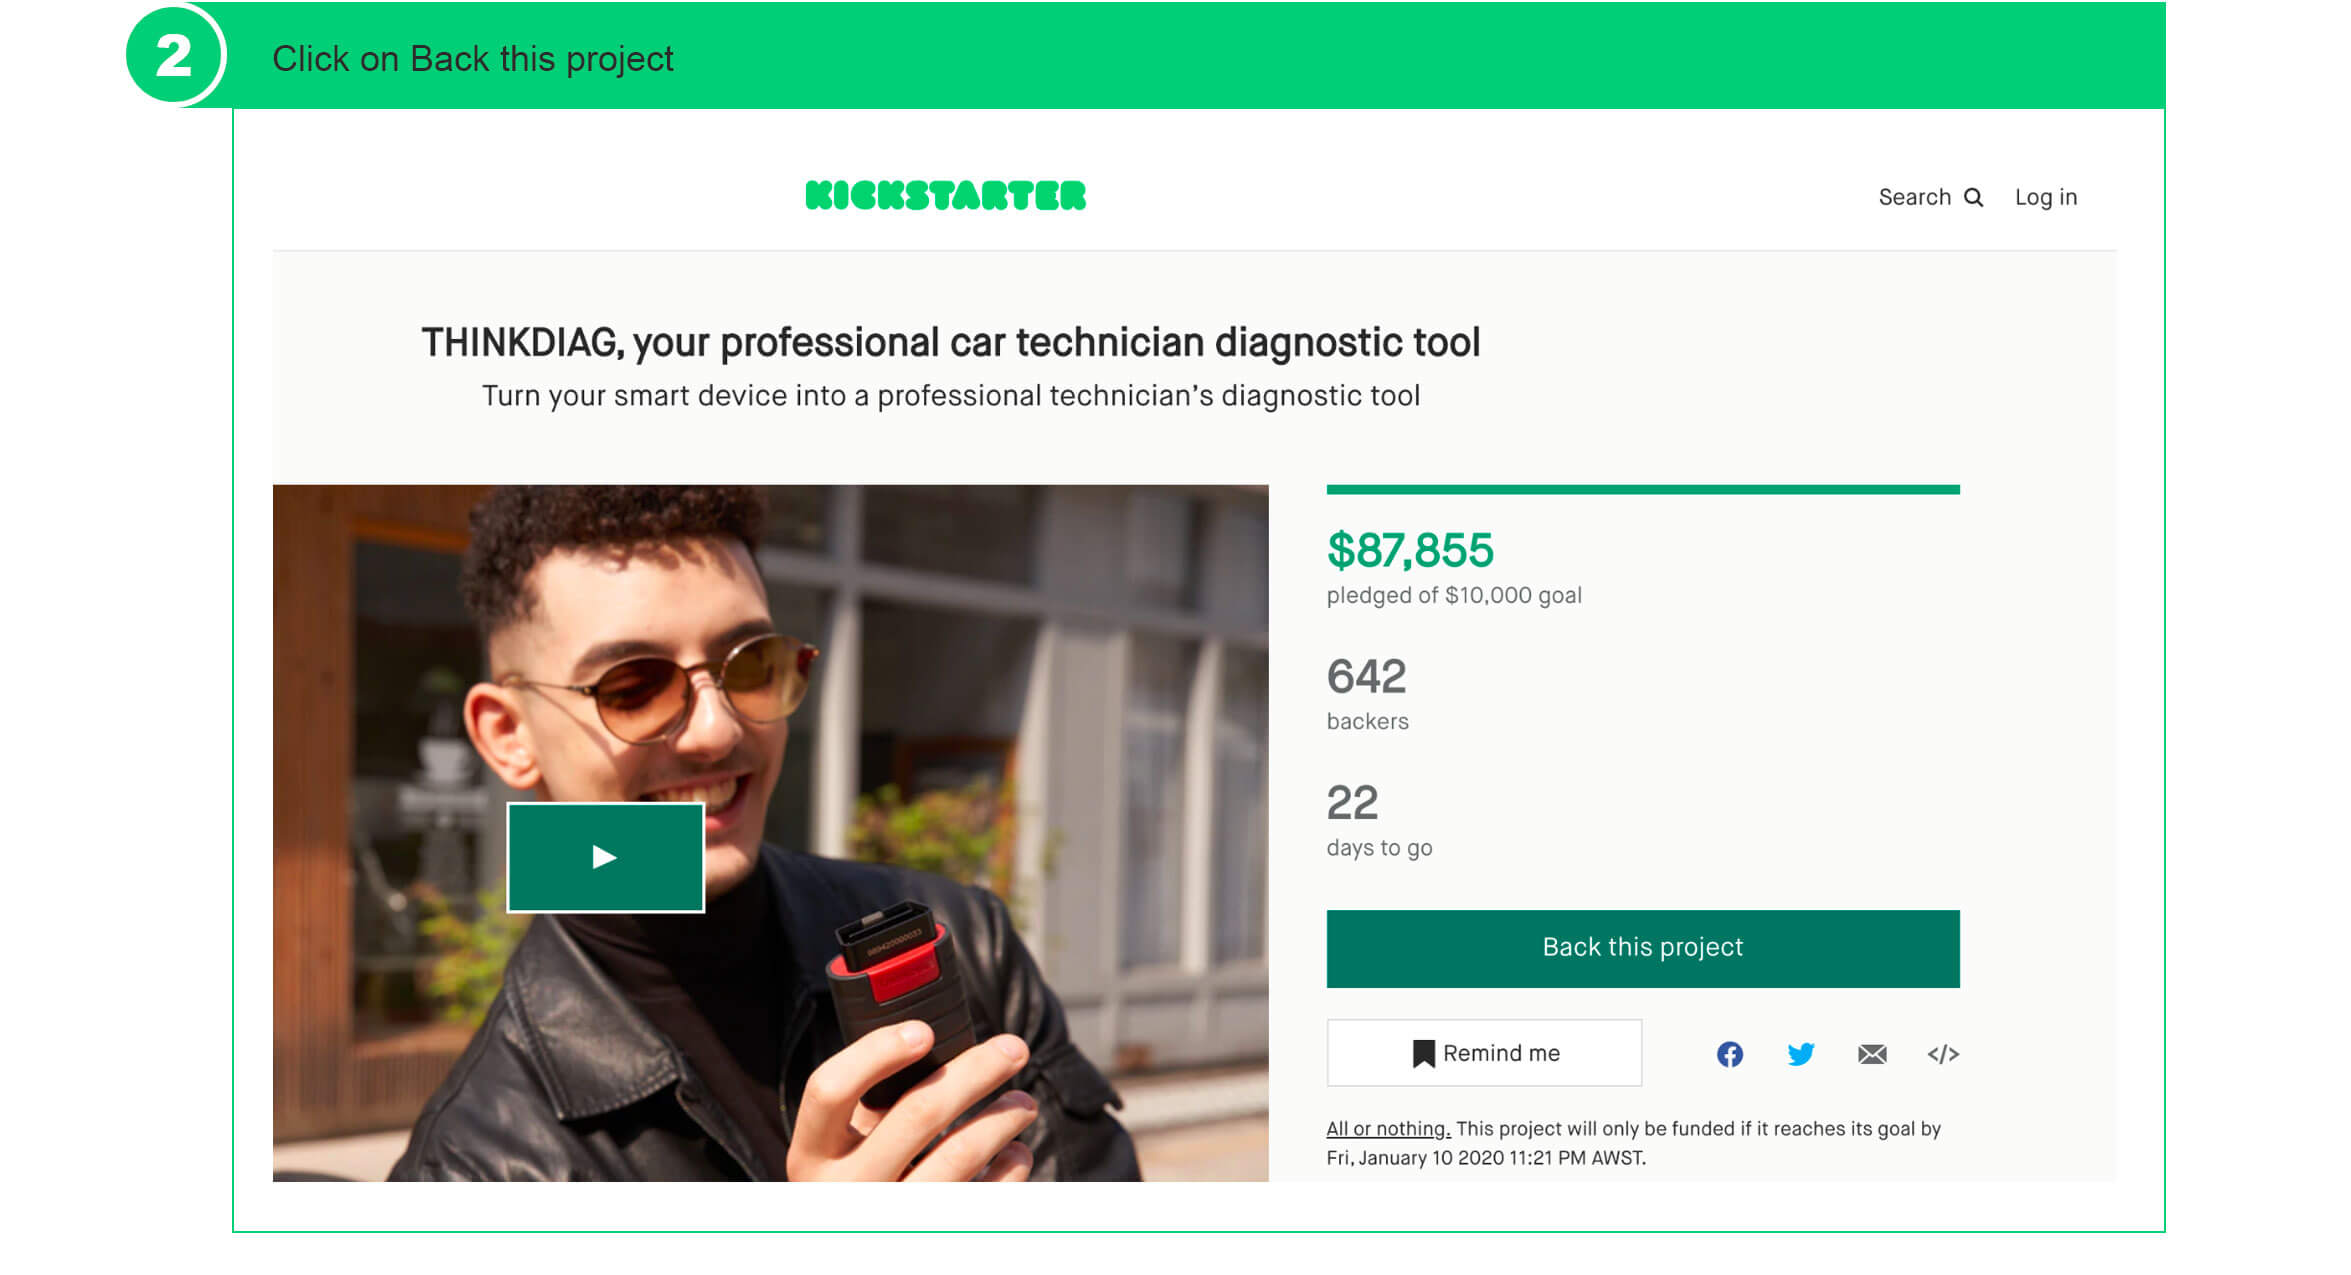 2
Click on Back this project
KICKSTARTER
Search
Log in
THINKDIAG, your professional car technician diagnostic tool
Turn your smart device into a professional technician’s diagnostic tool
$87,855
pledged of $10,000 goal
642
backers
22
days to go
Back this project
Remind me
All or nothing. This project will only be funded if it reaches its goal by
Fri, January 10 2020 11:21 PM AWST.